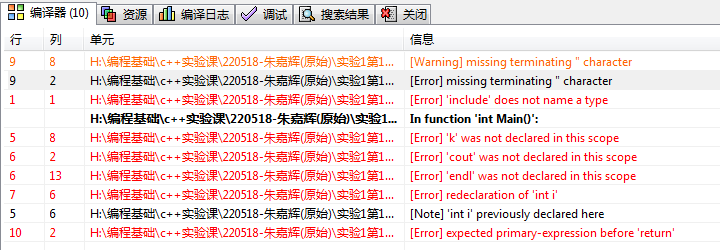 编译器 (10) 资源 编译日志 调试 搜索结果 关闭
行 列 单元 信息
9 8 H:\编程基础\c++实验课\220518-朱嘉辉(原始)\实验1第1... [Warning] missing terminating " character
9 2 H:\编程基础\c++实验课\220518-朱嘉辉(原始)\实验1第1... [Error] missing terminating " character
1 1 H:\编程基础\c++实验课\220518-朱嘉辉(原始)\实验1第1... [Error] 'include' does not name a type
H:\编程基础\c++实验课\220518-朱嘉辉(原始)\实验1... In function 'int Main()':
5 8 H:\编程基础\c++实验课\220518-朱嘉辉(原始)\实验1第1... [Error] 'k' was not declared in this scope
6 2 H:\编程基础\c++实验课\220518-朱嘉辉(原始)\实验1第1... [Error] 'cout' was not declared in this scope
6 13 H:\编程基础\c++实验课\220518-朱嘉辉(原始)\实验1第1... [Error] 'endl' was not declared in this scope
7 6 H:\编程基础\c++实验课\220518-朱嘉辉(原始)\实验1第1... [Error] redeclaration of 'int i'
5 6 H:\编程基础\c++实验课\220518-朱嘉辉(原始)\实验1第1... [Note] 'int i' previously declared here
10 2 H:\编程基础\c++实验课\220518-朱嘉辉(原始)\实验1第1... [Error] expected primary-expression before 'return'